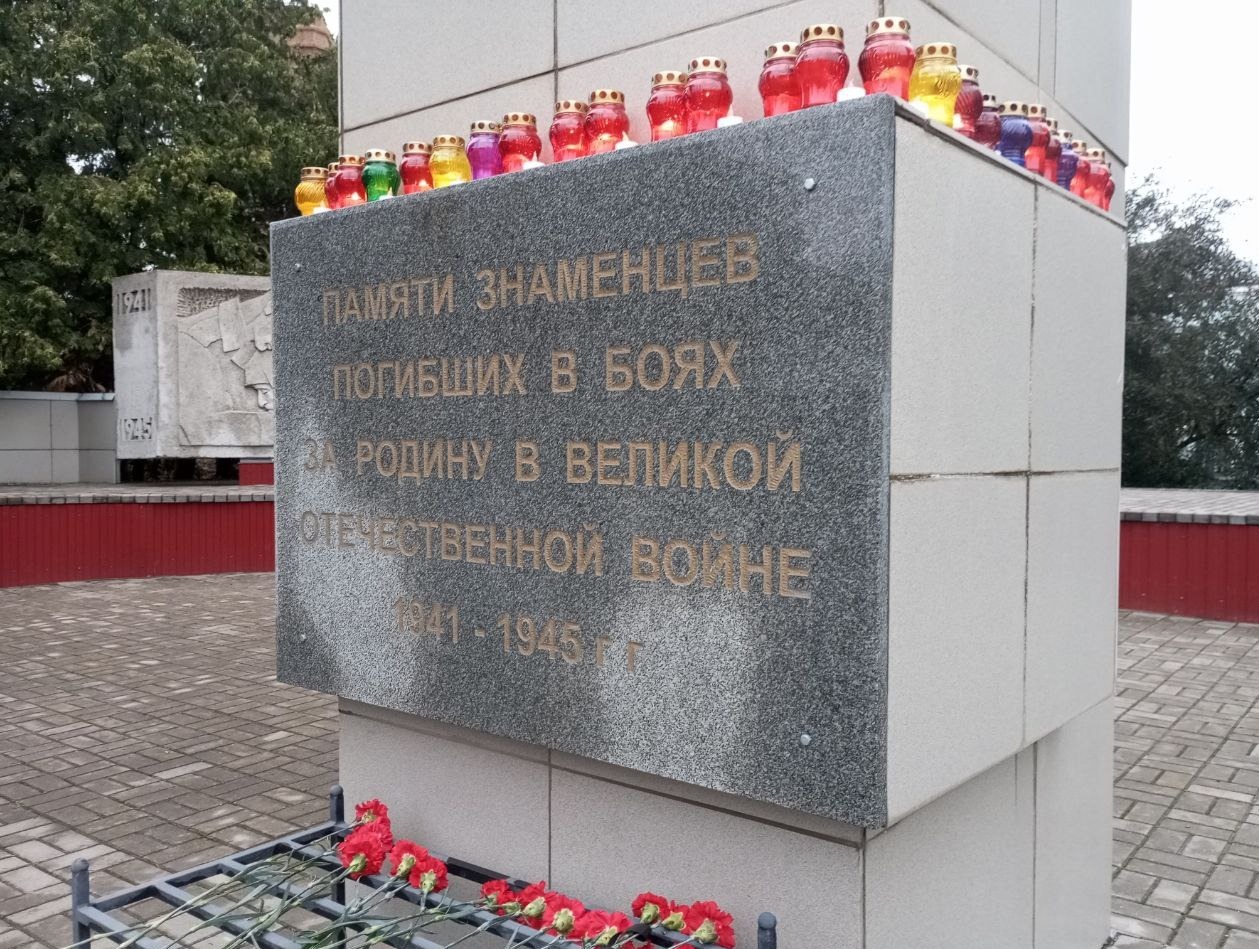 ПАМЯТИ ЗНАМЕНЦЕВ
ПОГИБШИХ В БОЯХ
ЗА РОДИНУ В ВЕЛИКОЙ
ОТЕЧЕСТВЕННОЙ ВОЙНЕ
1941 - 1945 г г
1941
1945